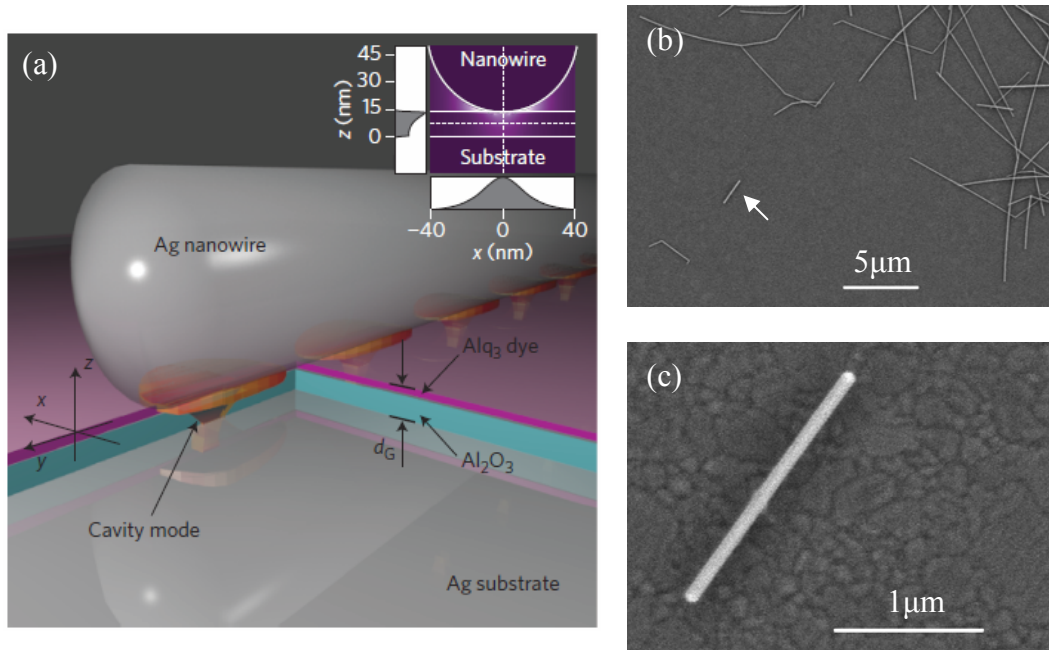 (a)
45
30
15
0
z (nm)
Nanowire
Substrate
−40
0
40
x (nm)
Ag nanowire
z
x
y
Alq3 dye
dG
Al2O3
Cavity mode
Ag substrate
(b)
5µm
(c)
1µm